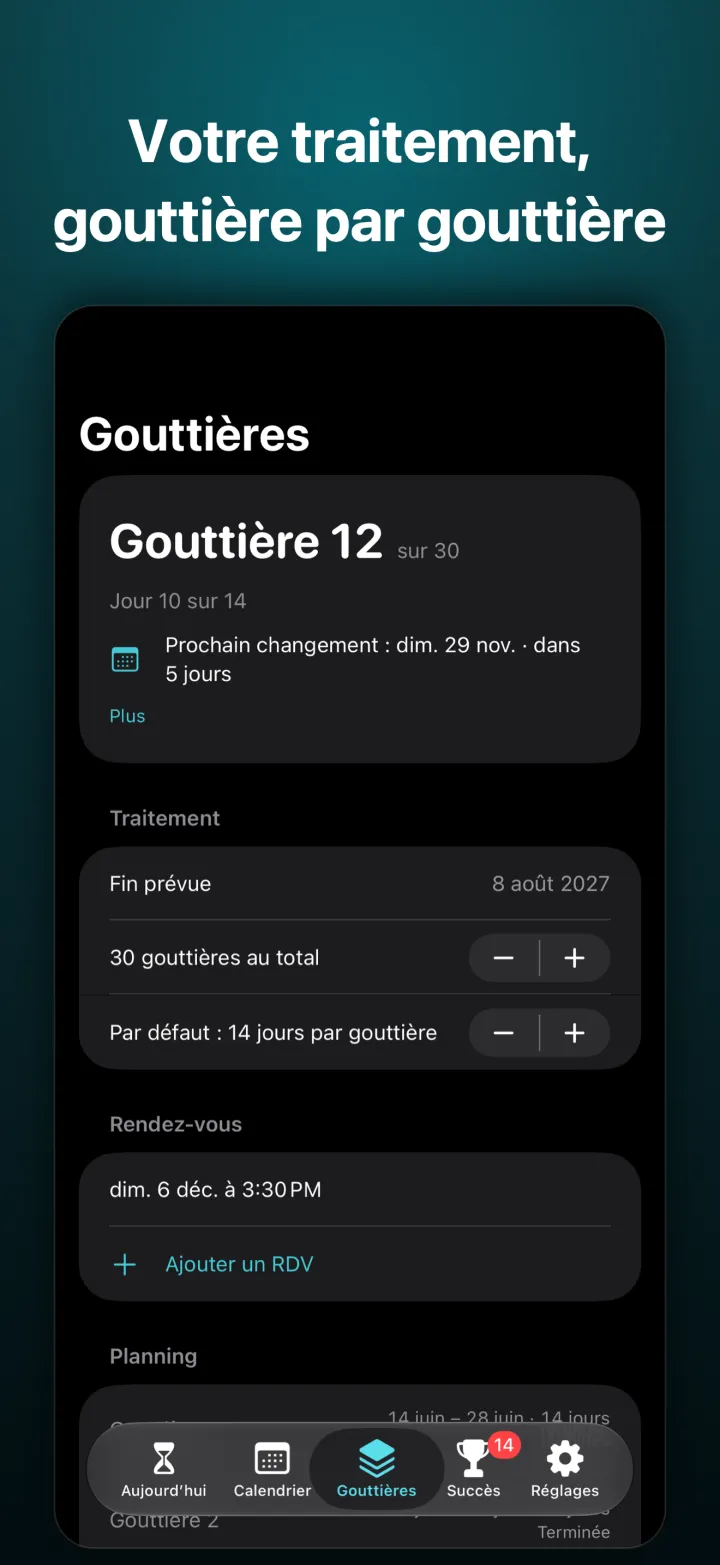 Votre traitement,
gouttière par gouttière
Gouttières
Gouttière 12 sur 30
Jour 10 sur 14
Prochain changement : dim. 29 nov. · dans
5 jours
Plus
Traitement
Fin prévue 8 août 2027
30 gouttières au total − +
Par défaut : 14 jours par gouttière − +
Rendez-vous
dim. 6 déc. à 3:30 PM
+ Ajouter un RDV
Planning
14 juin – 28 juin · 14 jours
14
Aujourd’hui Calendrier Gouttières Succès Réglages
Gouttière 2
Terminée